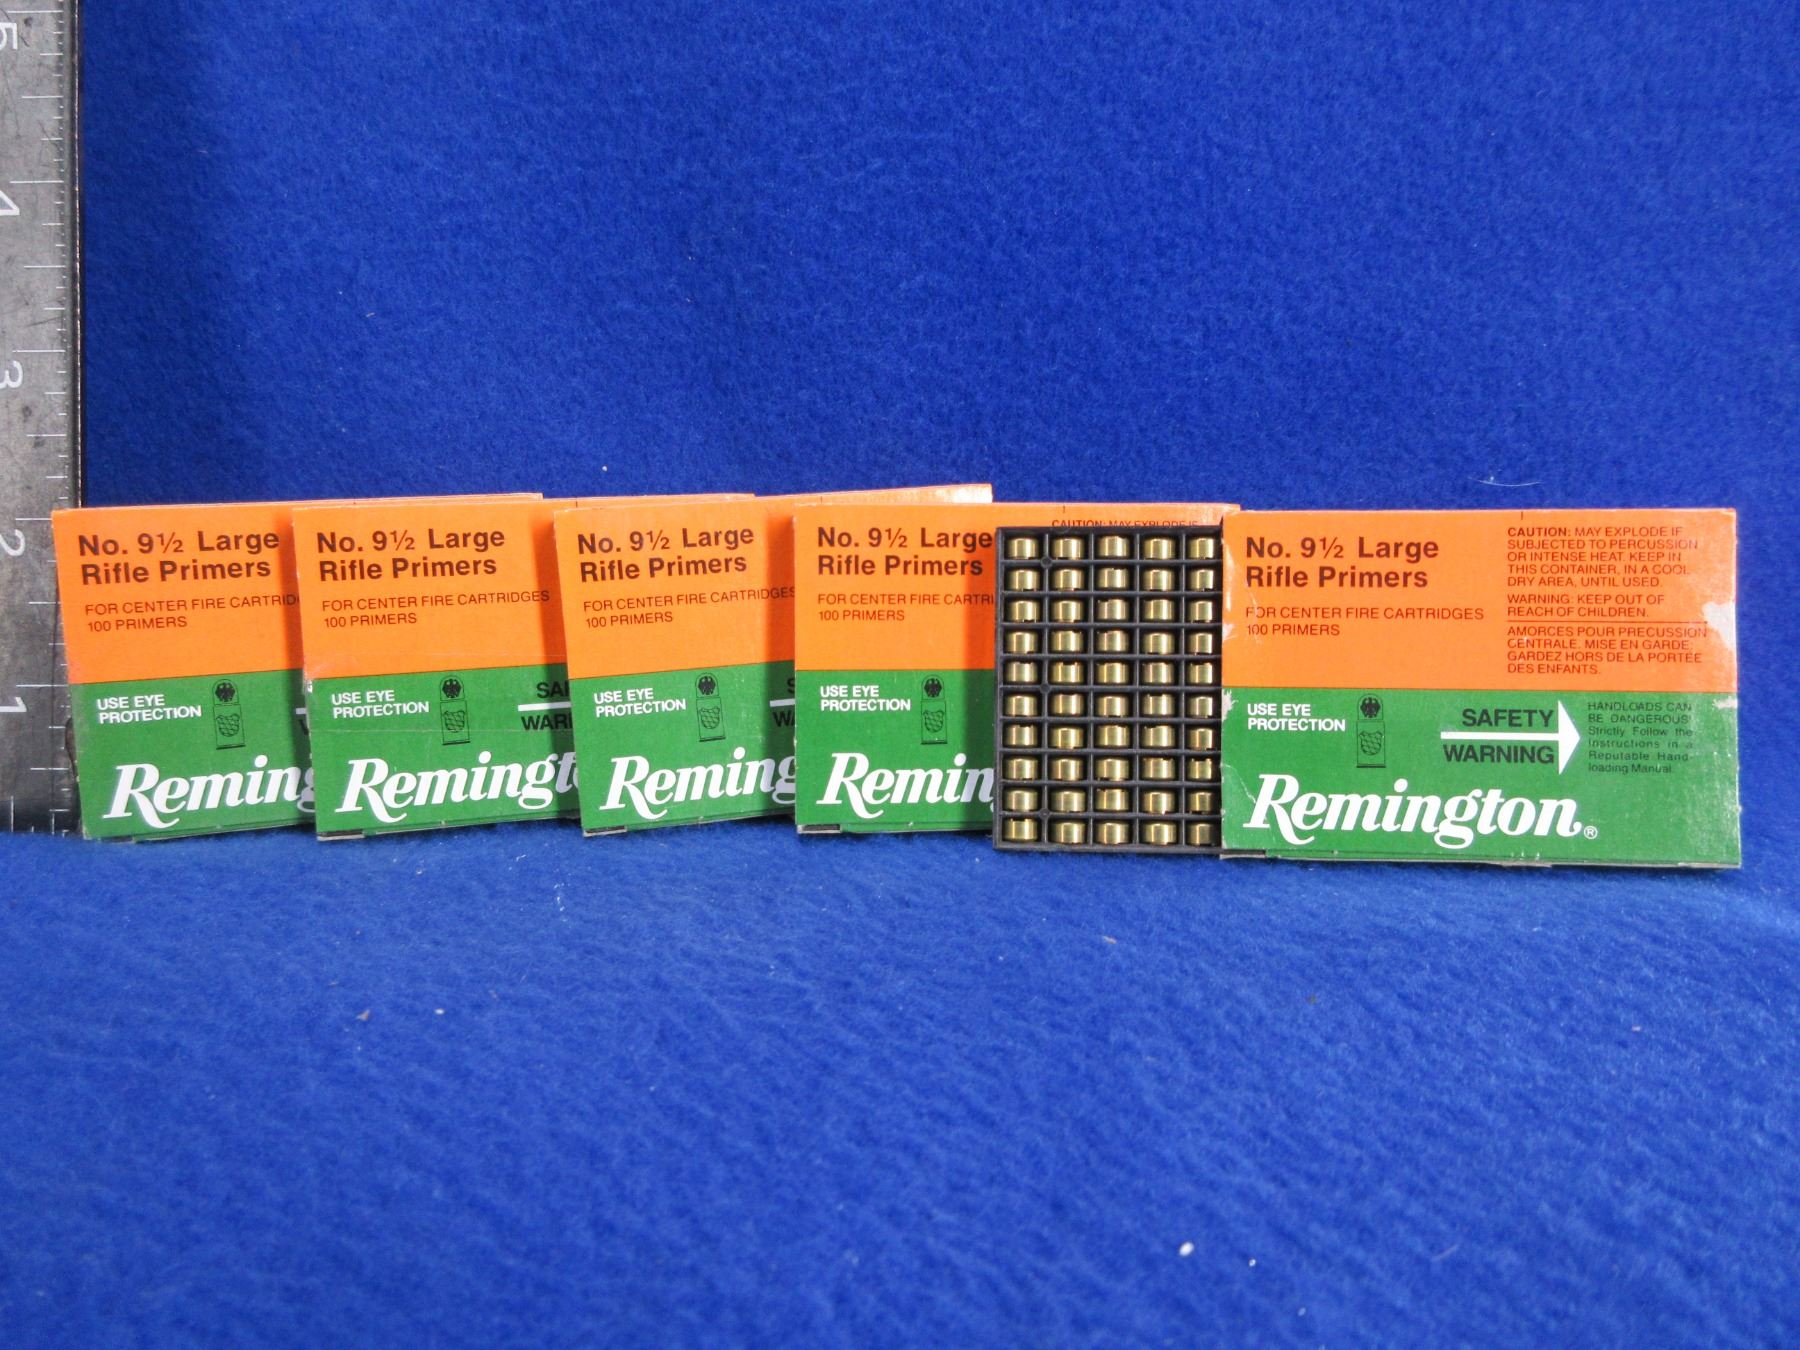 5
4
3
2
1
No. 9½ Large
Rifle Primers
FOR CENTER FIRE
100 PRIMERS
USE EYE
PROTECTION
No. 9½ Large
Rifle Primers
FOR CENTER FIRE CARTRIDGES
100 PRIMERS
USE EYE
PROTECTION
No. 9½ Large
Rifle Primers
FOR CENTER FIRE CARTRIDGES
100 PRIMERS
USE EYE
PROTECTION
No. 9½ Large
Rifle Primers
FOR CENTER FIRE
100 PRIMERS
USE EYE
PROTECTION
CAUTION: MAY EXPLODE IF
No. 9½ Large
Rifle Primers
FOR CENTER FIRE CARTRIDGES
100 PRIMERS
CAUTION: MAY EXPLODE IF
SUBJECTED TO PERCUSSION
OR INTENSE HEAT. KEEP IN
THIS CONTAINER, IN A COOL
DRY AREA, UNTIL USED.
WARNING: KEEP OUT OF
REACH OF CHILDREN.
AMORCES POUR PRECUSSION
CENTRALE. MISE EN GARDE:
GARDEZ HORS DE LA PORTÉE
DES ENFANTS.
USE EYE
PROTECTION
SAFETY
WARNING
HANDLOADS CAN
BE DANGEROUS!
Strictly Follow the
Instructions in a
Reputable Hand-
loading Manual.
Remington®